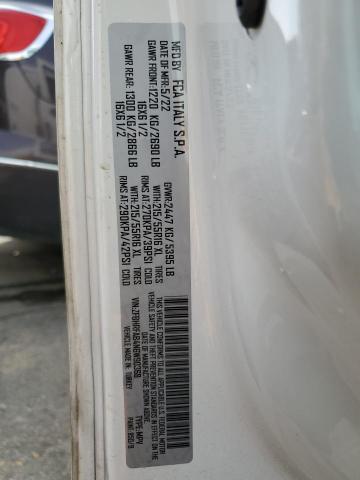 MFD BY FCA ITALY S.P.A.
DATE OF MFR:5/22 GVWR:2447 KG/5395 LB
GAWR FRONT:1220 KG/2690 LB WITH:215/55R16 XL TIRES
16X6 1/2 RIMS AT:270KPA/39PSI COLD
GAWR REAR: 1300 KG/2866 LB WITH:215/55R16 XL TIRES
16X6 1/2 RIMS AT:290KPA/42PSI COLD
THIS VEHICLE CONFORMS TO ALL APPLICABLE U.S. FEDERAL MOTOR
VEHICLE SAFETY, BUMPER, AND THEFT PREVENTION STANDARDS IN EFFECT ON THE
DATE OF MANUFACTURE SHOWN ABOVE.
MADE IN: TURKEY
TYPE:MPV